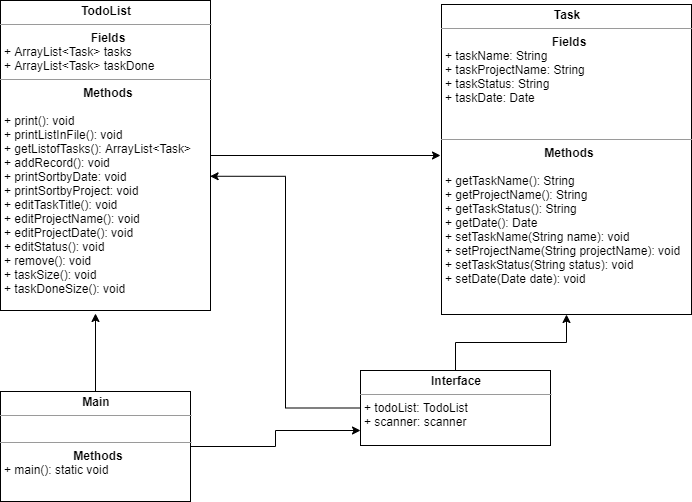 TodoList
Fields
+ ArrayList<Task> tasks
+ ArrayList<Task> taskDone
Methods
+ print(): void
+ printListInFile(): void
+ getListofTasks(): ArrayList<Task>
+ addRecord(): void
+ printSortbyDate: void
+ printSortbyProject: void
+ editTaskTitle(): void
+ editProjectName(): void
+ editProjectDate(): void
+ editStatus(): void
+ remove(): void
+ taskSize(): void
+ taskDoneSize(): void
Task
Fields
+ taskName: String
+ taskProjectName: String
+ taskStatus: String
+ taskDate: Date
Methods
+ getTaskName(): String
+ getProjectName(): String
+ getTaskStatus(): String
+ getDate(): Date
+ setTaskName(String name): void
+ setProjectName(String projectName): void
+ setTaskStatus(String status): void
+ setDate(Date date): void
Main
Methods
+ main(): static void
Interface
+ todoList: TodoList
+ scanner: scanner